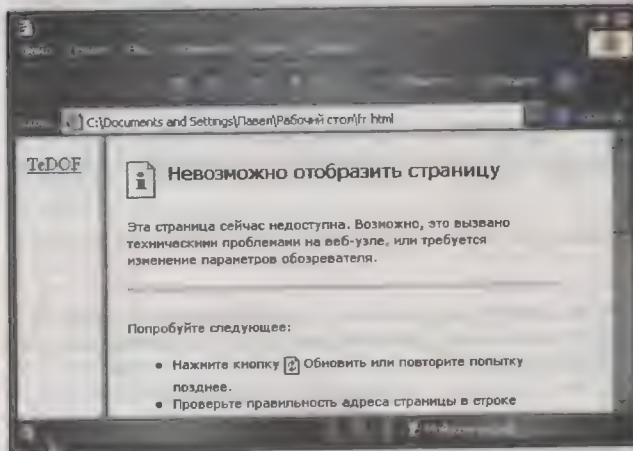 C:\Documents and Settings\Павел\Рабочий стол\fr html
TeDOF
Невозможно отобразить страницу
Эта страница сейчас недоступна. Возможно, это вызвано
техническими проблемами на веб-узле, или требуется
изменение параметров обозревателя.
Попробуйте следующее:
• Нажмите кнопку Обновить или повторите попытку
позднее.
• Проверьте правильность адреса страницы в строке